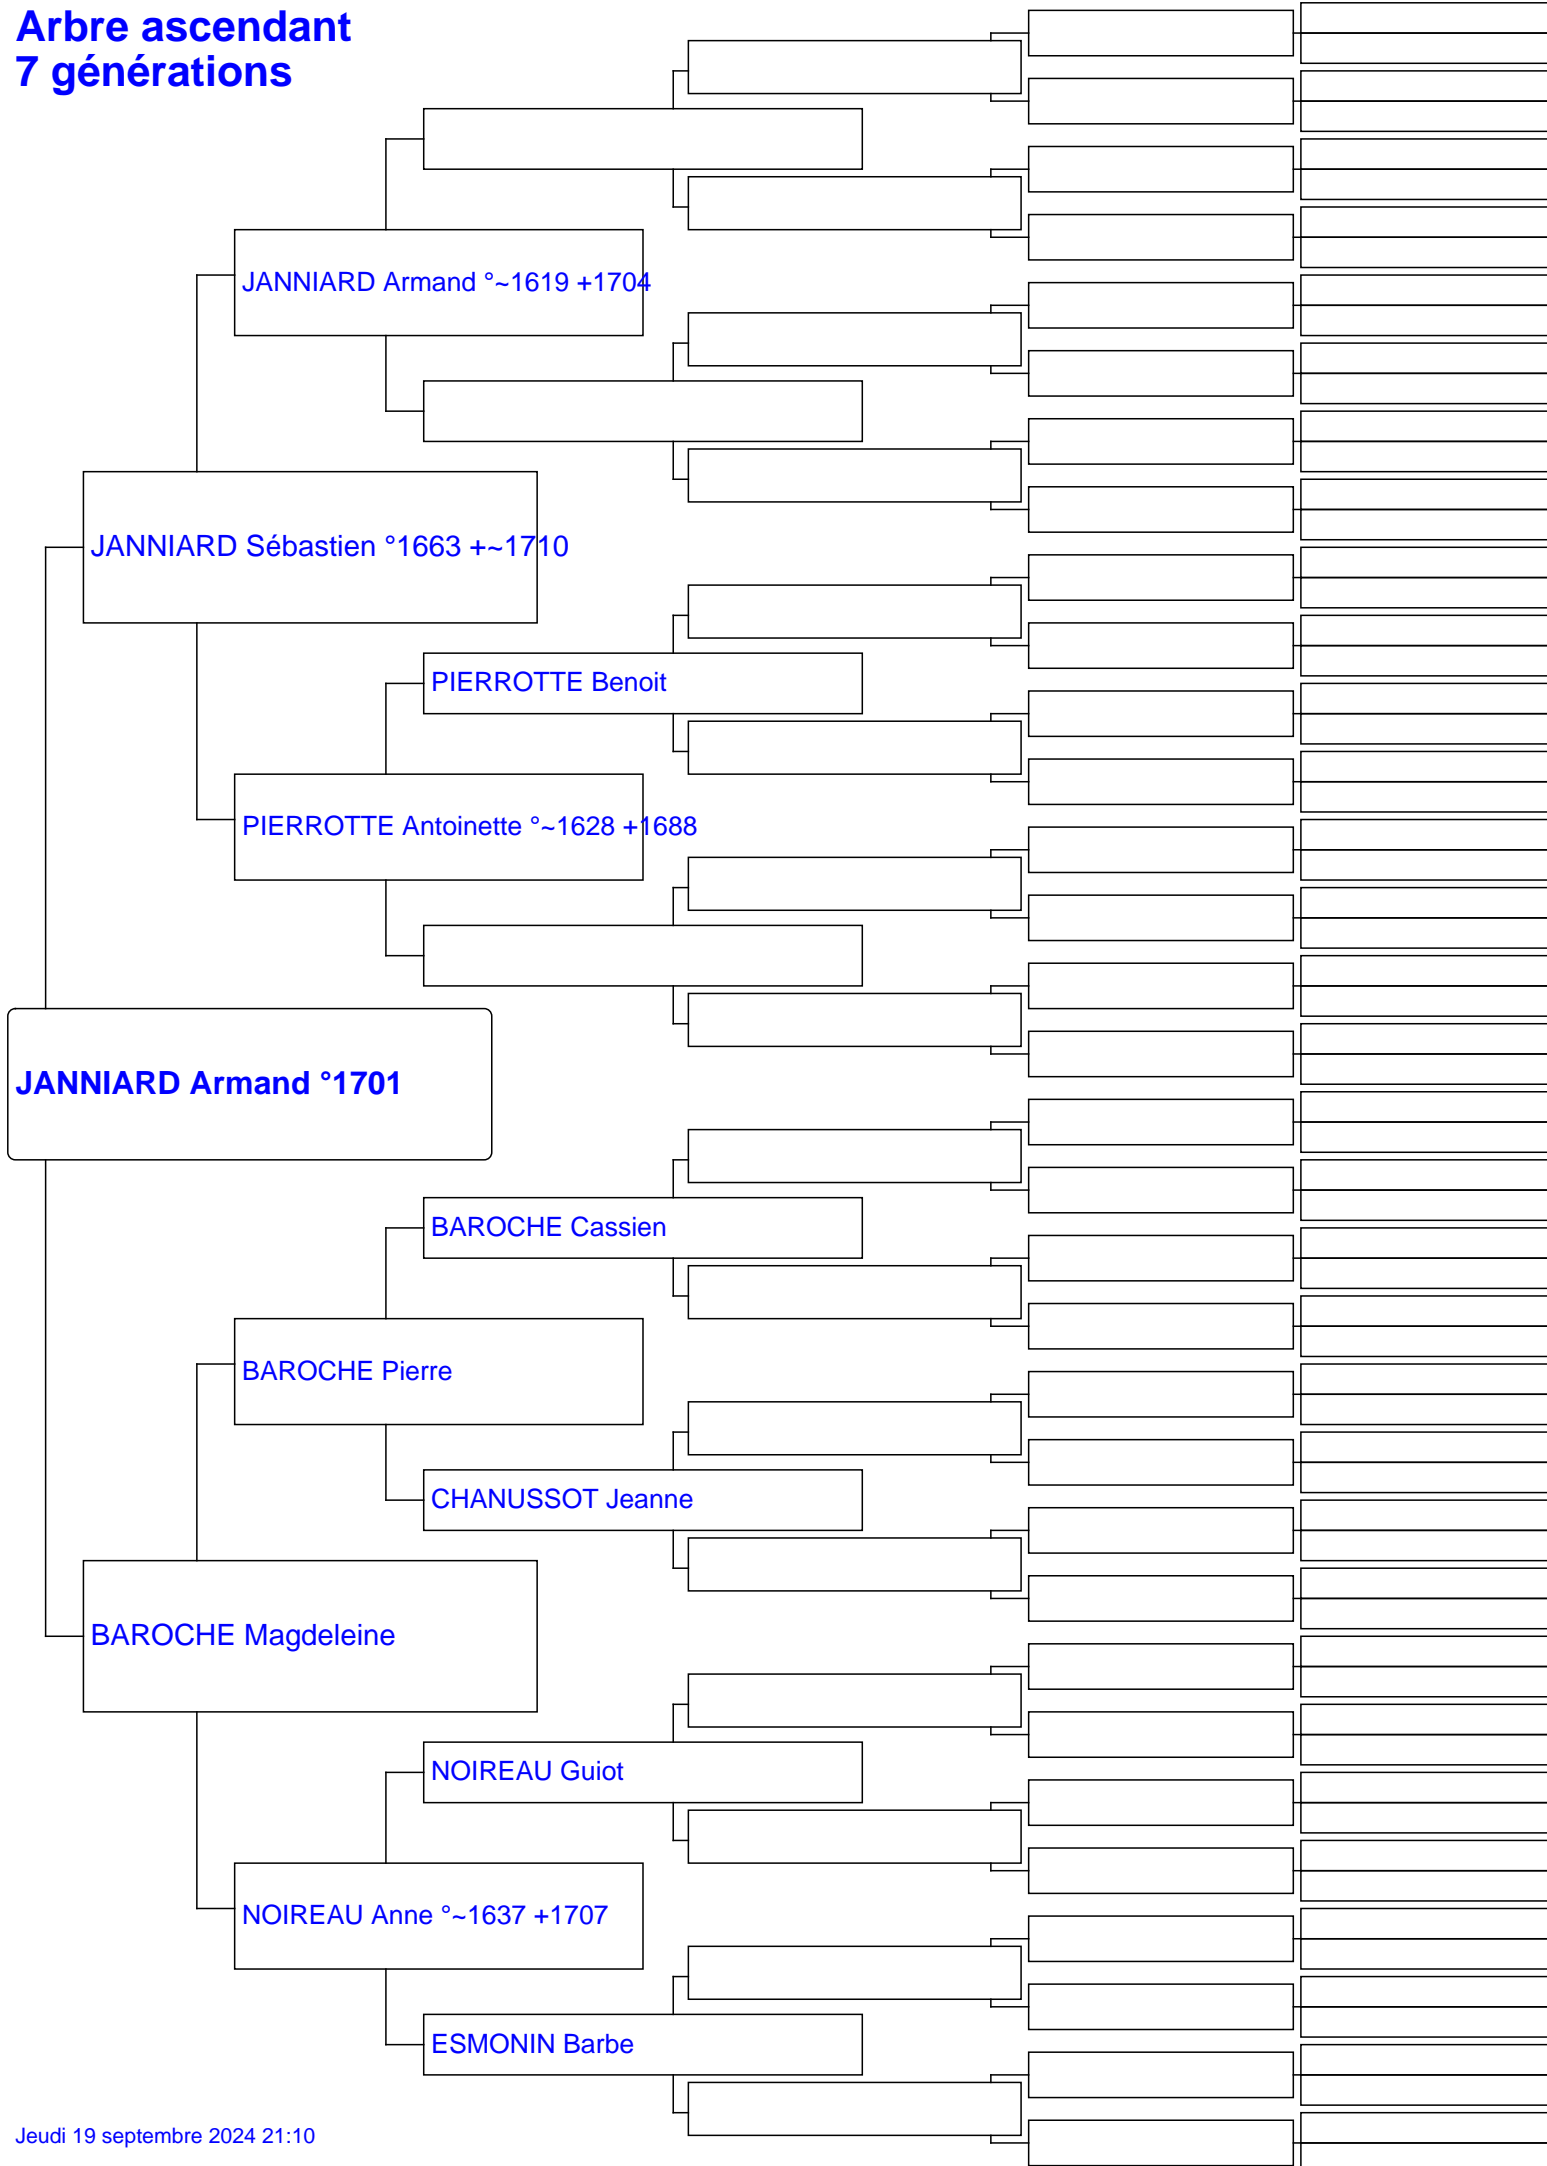 Arbre ascendant
7 générations
JANNIARD Armand °~1619 +1704
JANNIARD Sébastien °1663 +~1710
PIERROTTE Benoit
PIERROTTE Antoinette °~1628 +1688
JANNIARD Armand °1701
BAROCHE Cassien
BAROCHE Pierre
CHANUSSOT Jeanne
BAROCHE Magdeleine
NOIREAU Guiot
NOIREAU Anne °~1637 +1707
ESMONIN Barbe
Jeudi 19 septembre 2024 21:10